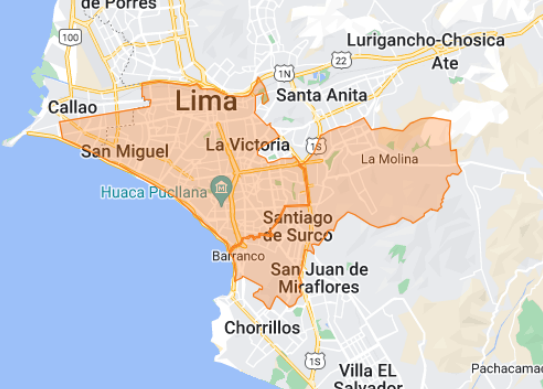 de Porres
100
Lurigancho-Chosica
Ate
22
1N
Callao
Lima
Santa Anita
San Miguel
La Victoria
1S
La Molina
Huaca Pucllana
Santiago
de Surco
Barranco
San Juan de
Miraflores
Chorrillos
1S
Villa EL
Salvador
Pachacamac